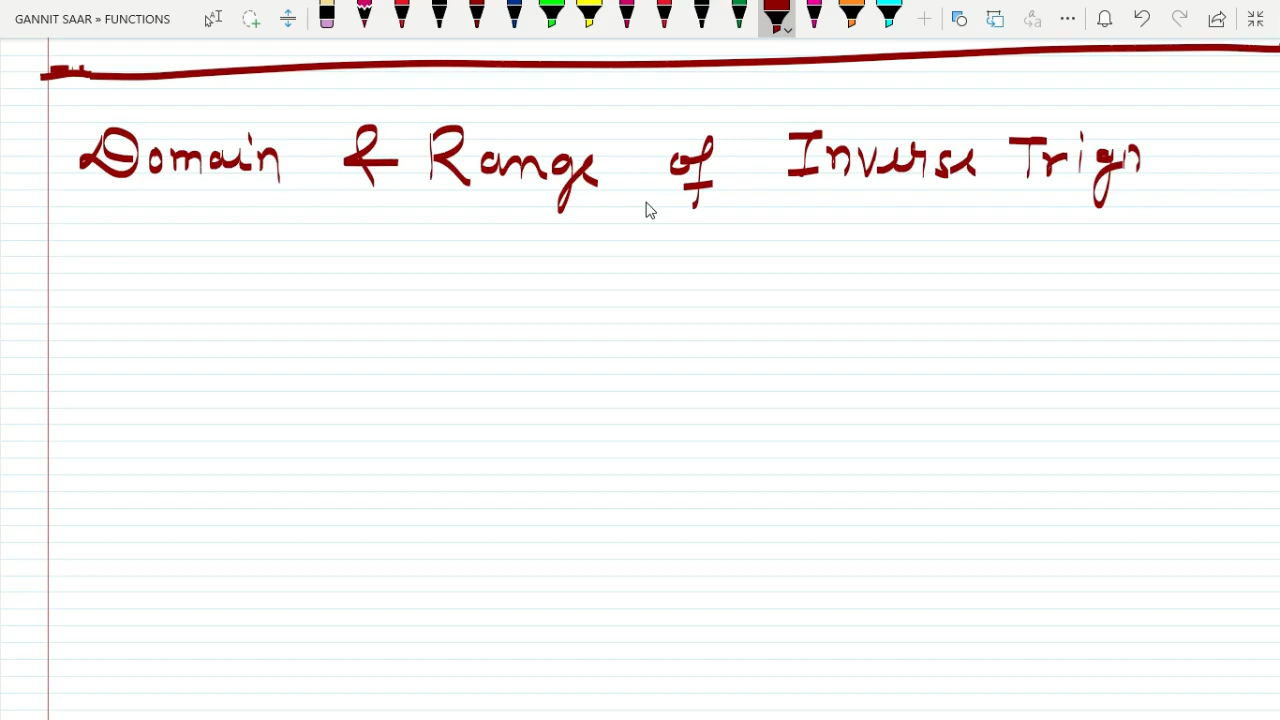 GANNIT SAAR » FUNCTIONS
Domain & Range of Inverse Trign